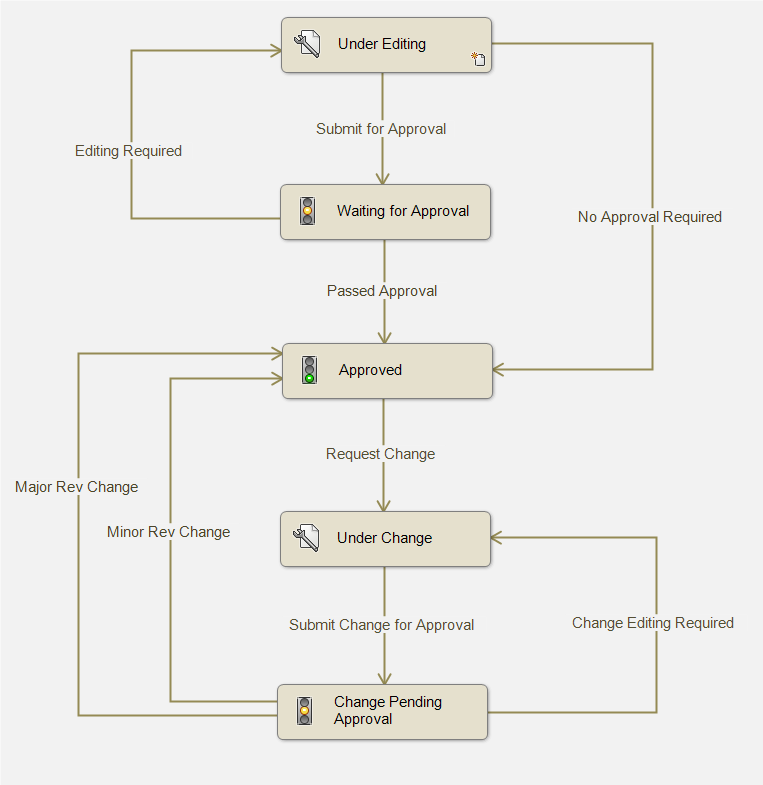 Under Editing
Submit for Approval
Editing Required
Waiting for Approval
No Approval Required
Passed Approval
Approved
Request Change
Major Rev Change
Minor Rev Change
Under Change
Submit Change for Approval
Change Editing Required
Change Pending
Approval